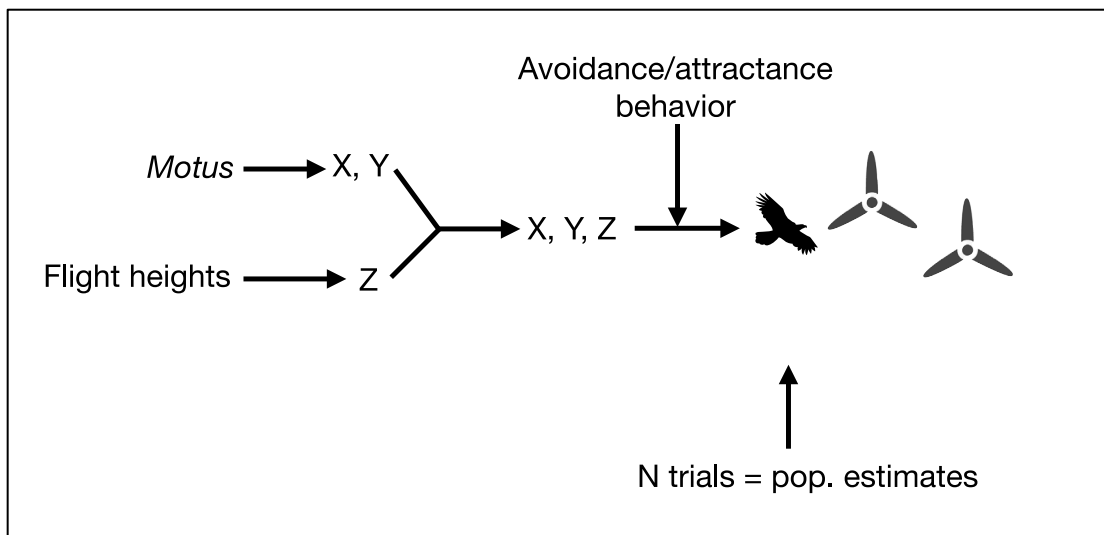 Avoidance/attractance
behavior
Motus
X, Y
X, Y, Z
Flight heights
Z
N trials = pop. estimates